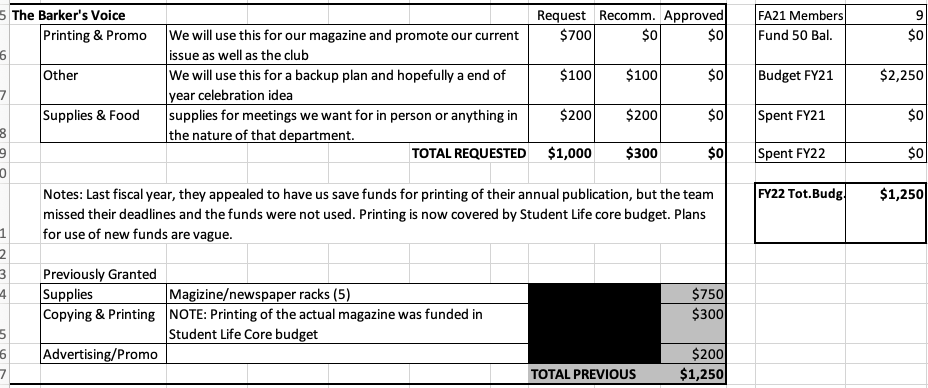 5 The Barker's Voice Request Recomm. Approved FA21 Members 9
Printing & Promo We will use this for our magazine and promote our current $700 $0 $0 Fund 50 Bal. $0
6 issue as well as the club
Other We will use this for a backup plan and hopefully a end of $100 $100 $0 Budget FY21 $2,250
7 year celebration idea
Supplies & Food supplies for meetings we want for in person or anything in $200 $200 $0 Spent FY21 $0
8 the nature of that department.
9 TOTAL REQUESTED $1,000 $300 $0 Spent FY22 $0
0
Notes: Last fiscal year, they appealed to have us save funds for printing of their annual publication, but the team FY22 Tot.Budg. $1,250
missed their deadlines and the funds were not used. Printing is now covered by Student Life core budget. Plans
1 for use of new funds are vague.
2
3 Previously Granted
4 Supplies Magizine/newspaper racks (5) $750
Copying & Printing NOTE: Printing of the actual magazine was funded in $300
5 Student Life Core budget
6 Advertising/Promo $200
7 TOTAL PREVIOUS $1,250